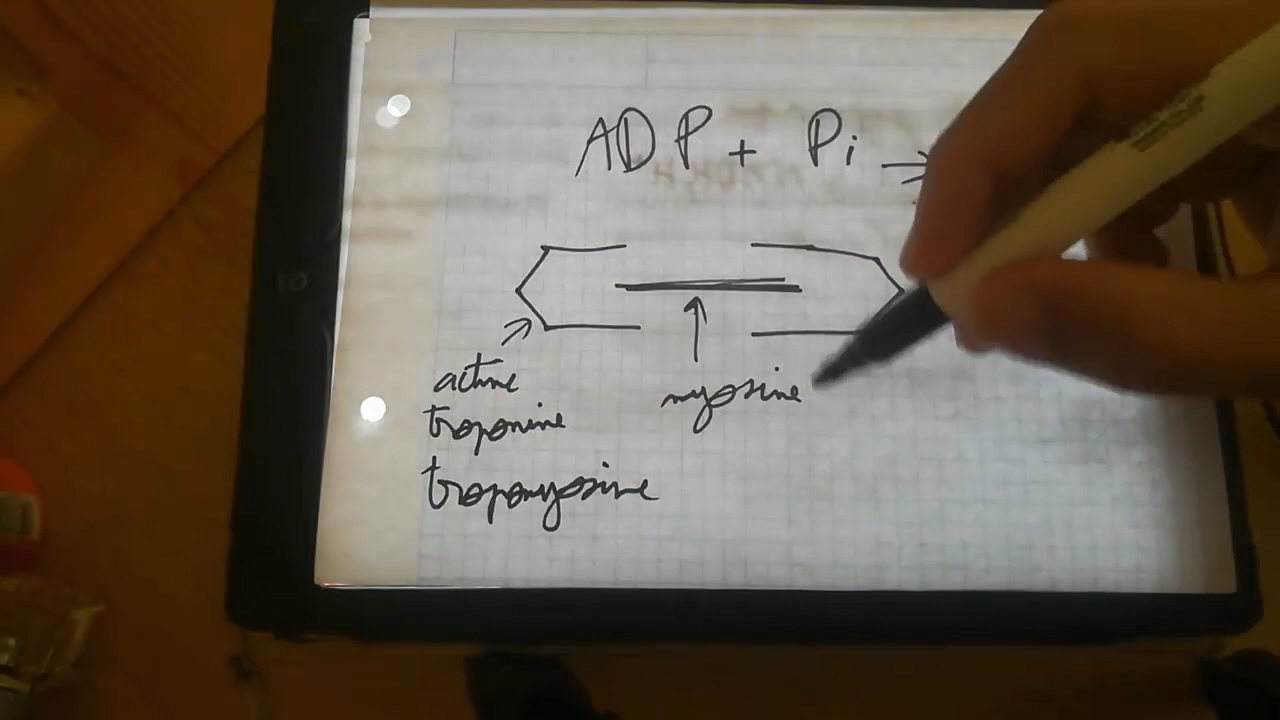 ADP + Pi →
actine
troponine
tropomyosine
myosine